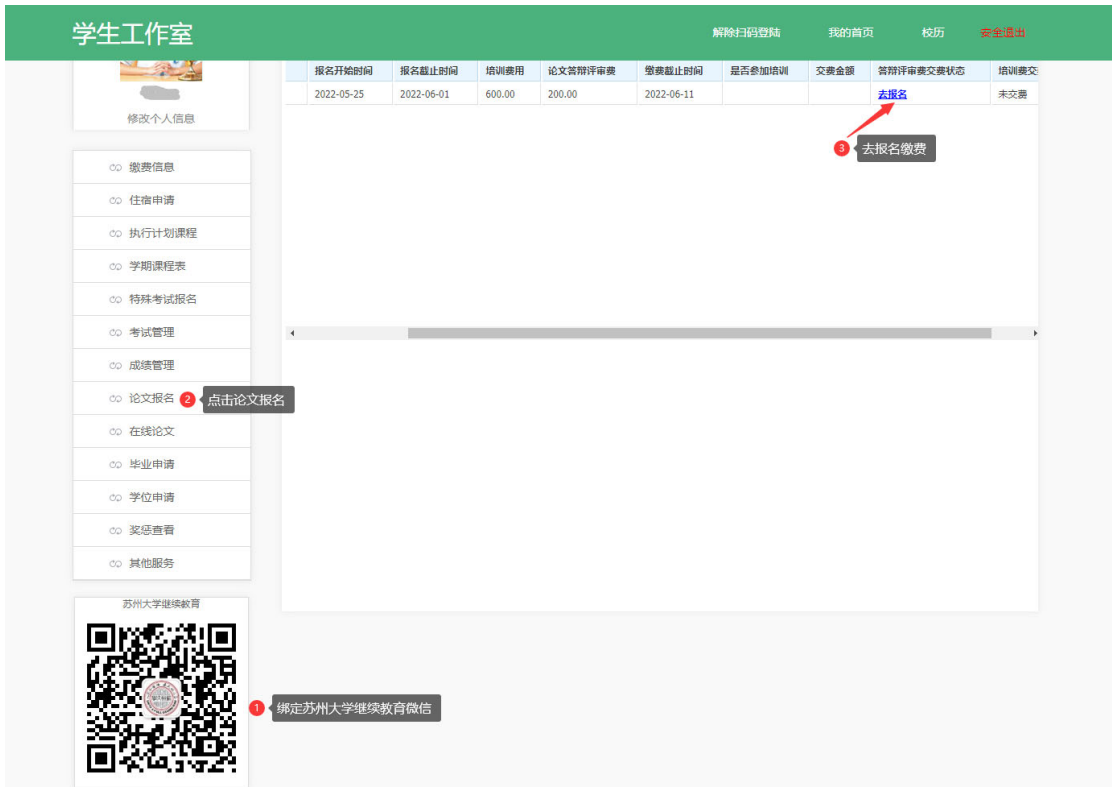 学生工作室 解除扫码登陆 我的首页 校历 安全退出
报名开始时间 报名截止时间 培训费用 论文答辩评审费 缴费截止时间 是否参加培训 交费金额 答辩评审费交费状态 培训费交
2022-05-25 2022-06-01 600.00 200.00 2022-06-11 去报名 未交费
修改个人信息
3 去报名缴费
缴费信息
住宿申请
执行计划课程
学期课程表
特殊考试报名
考试管理
成绩管理
论文报名 2 点击论文报名
在线论文
毕业申请
学位申请
奖惩查看
其他服务
苏州大学继续教育
1 绑定苏州大学继续教育微信